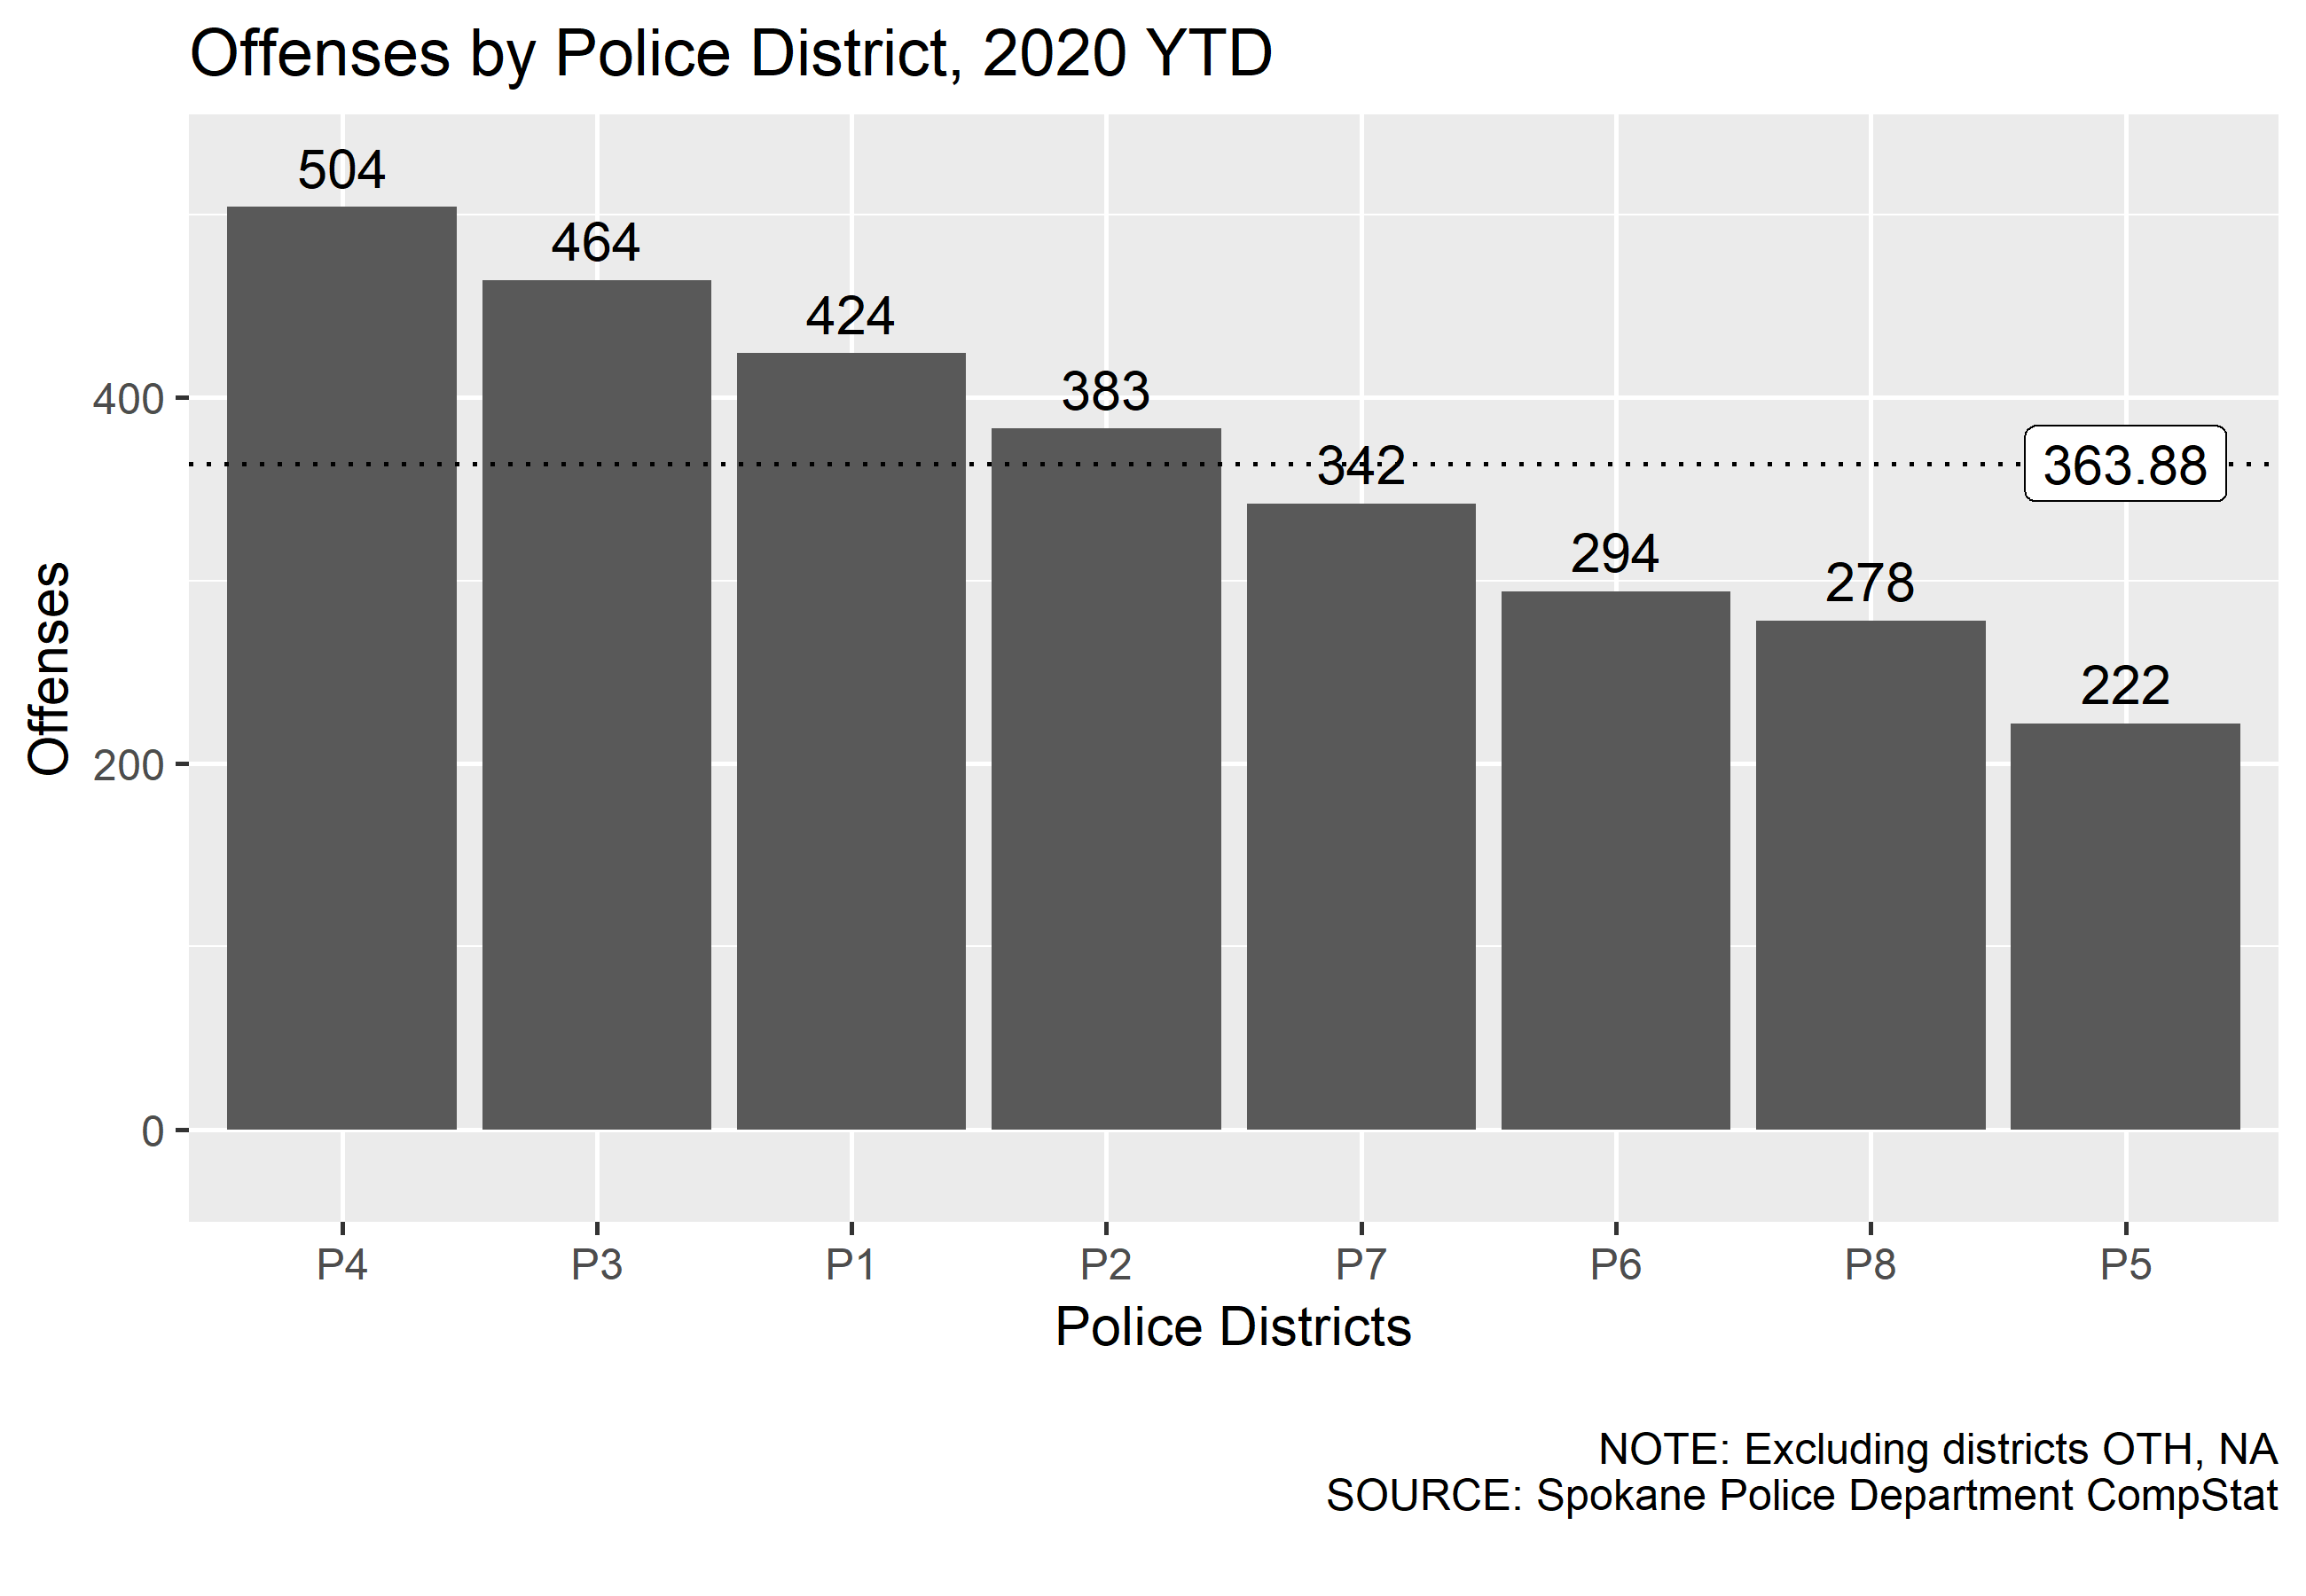 Offenses by Police District, 2020 YTD
504
464
424
383
342
294
278
222
363.88
400
200
0
Offenses
P4 P3 P1 P2 P7 P6 P8 P5
Police Districts
NOTE: Excluding districts OTH, NA
SOURCE: Spokane Police Department CompStat